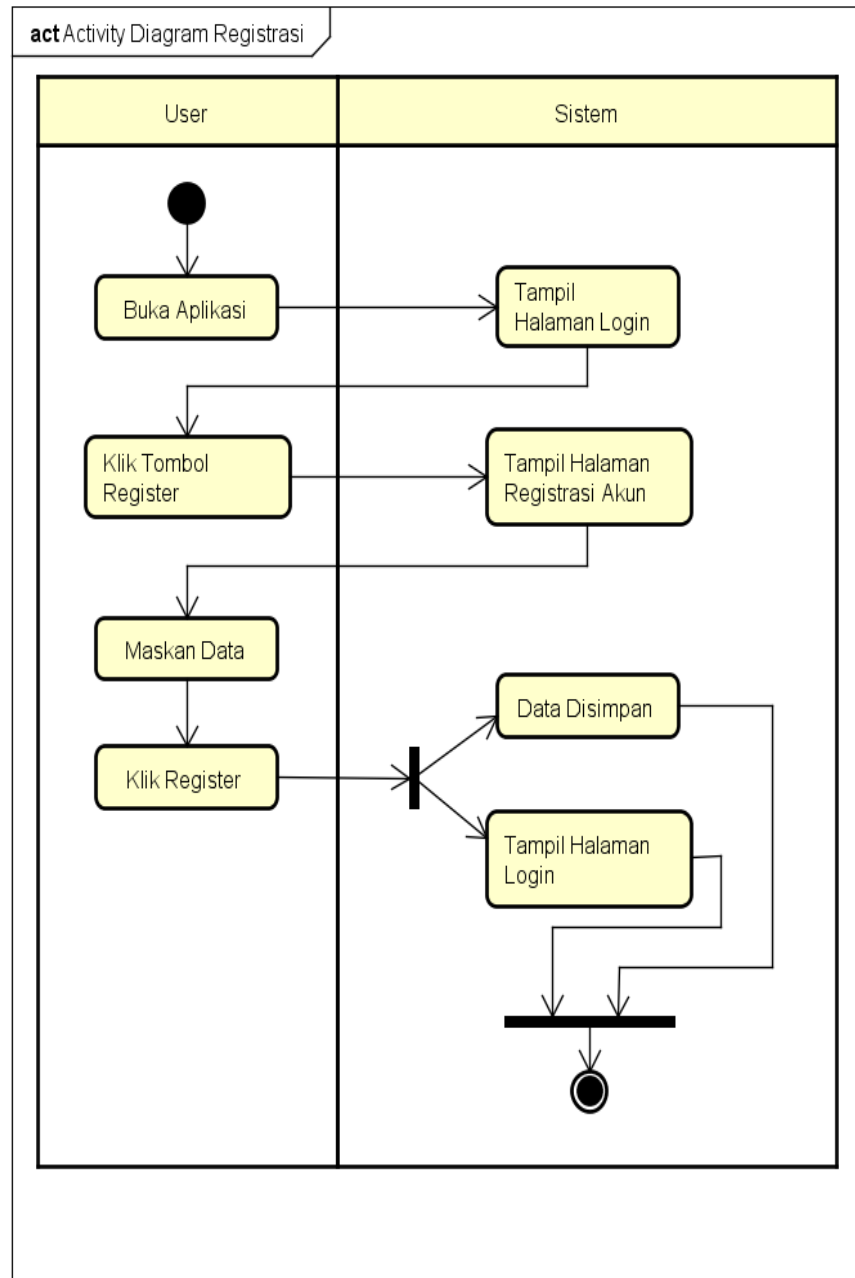 act Activity Diagram Registrasi
User
Sistem
Buka Aplikasi
Tampil
Halaman Login
Klik Tombol
Register
Tampil Halaman
Registrasi Akun
Maskan Data
Data Disimpan
Klik Register
Tampil Halaman
Login